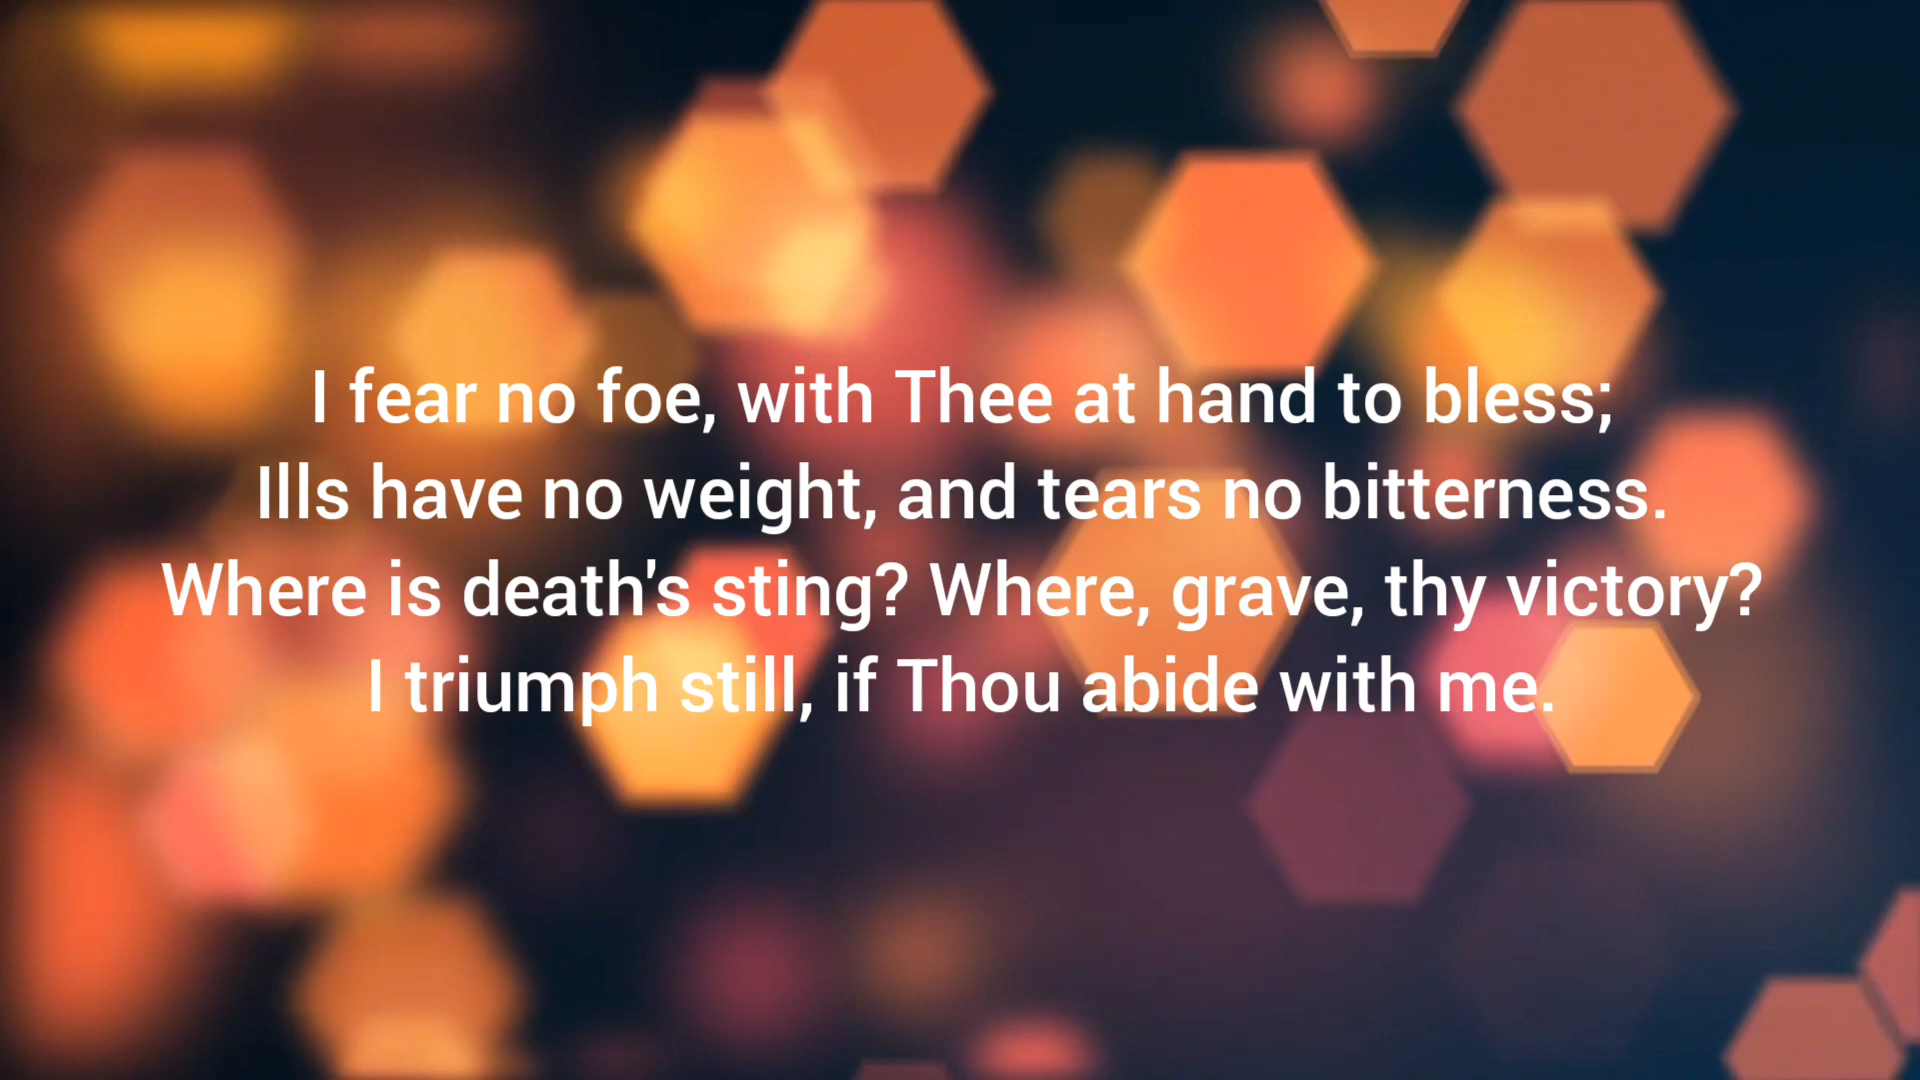 I fear no foe, with Thee at hand to bless;
Ills have no weight, and tears no bitterness.
Where is death's sting? Where, grave, thy victory?
I triumph still, if Thou abide with me.